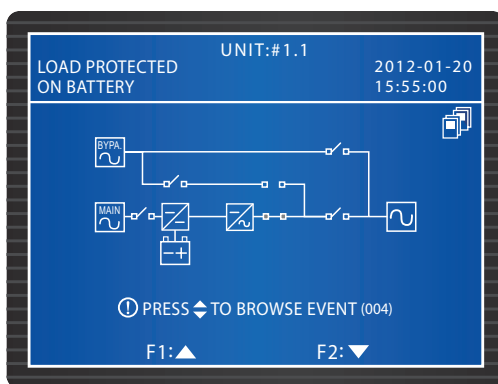 UNIT:#1.1
LOAD PROTECTED
ON BATTERY
2012-01-20
15:55:00
BYPA.
MAIN
PRESS TO BROWSE EVENT (004)
F1:
F2: